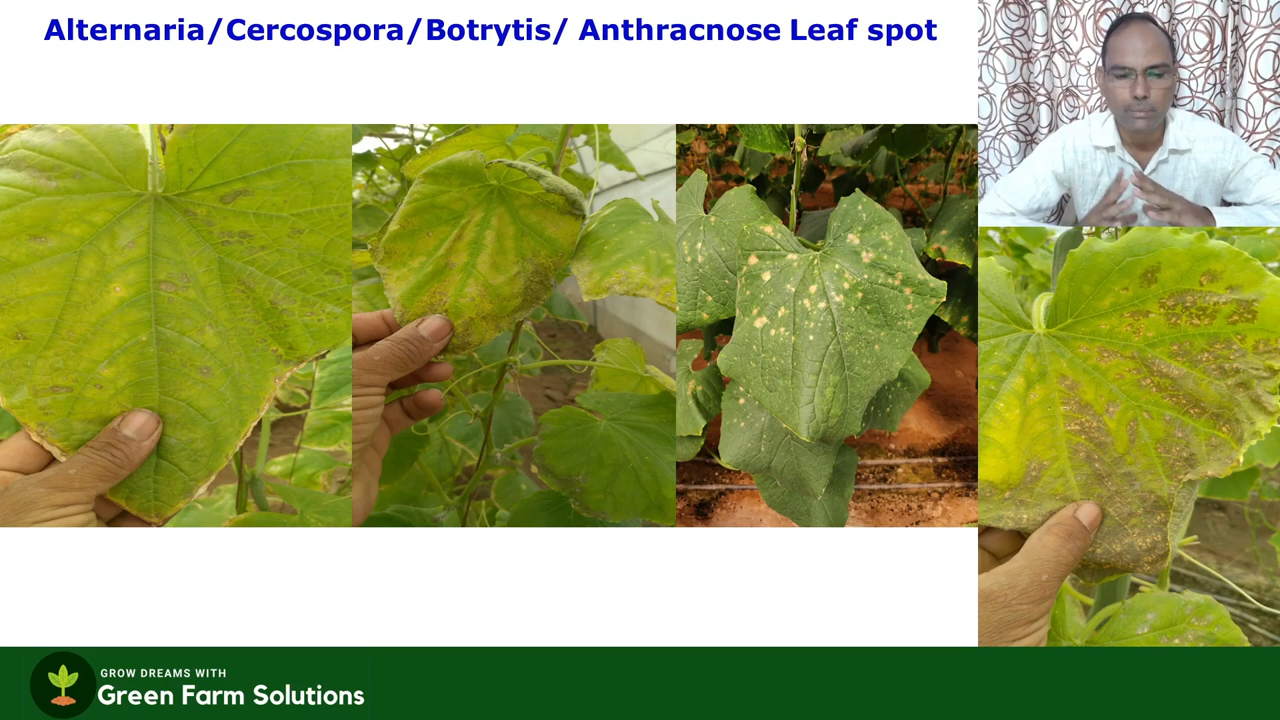 Alternaria/Cercospora/Botrytis/ Anthracnose Leaf spot
GROW DREAMS WITH
Green Farm Solutions